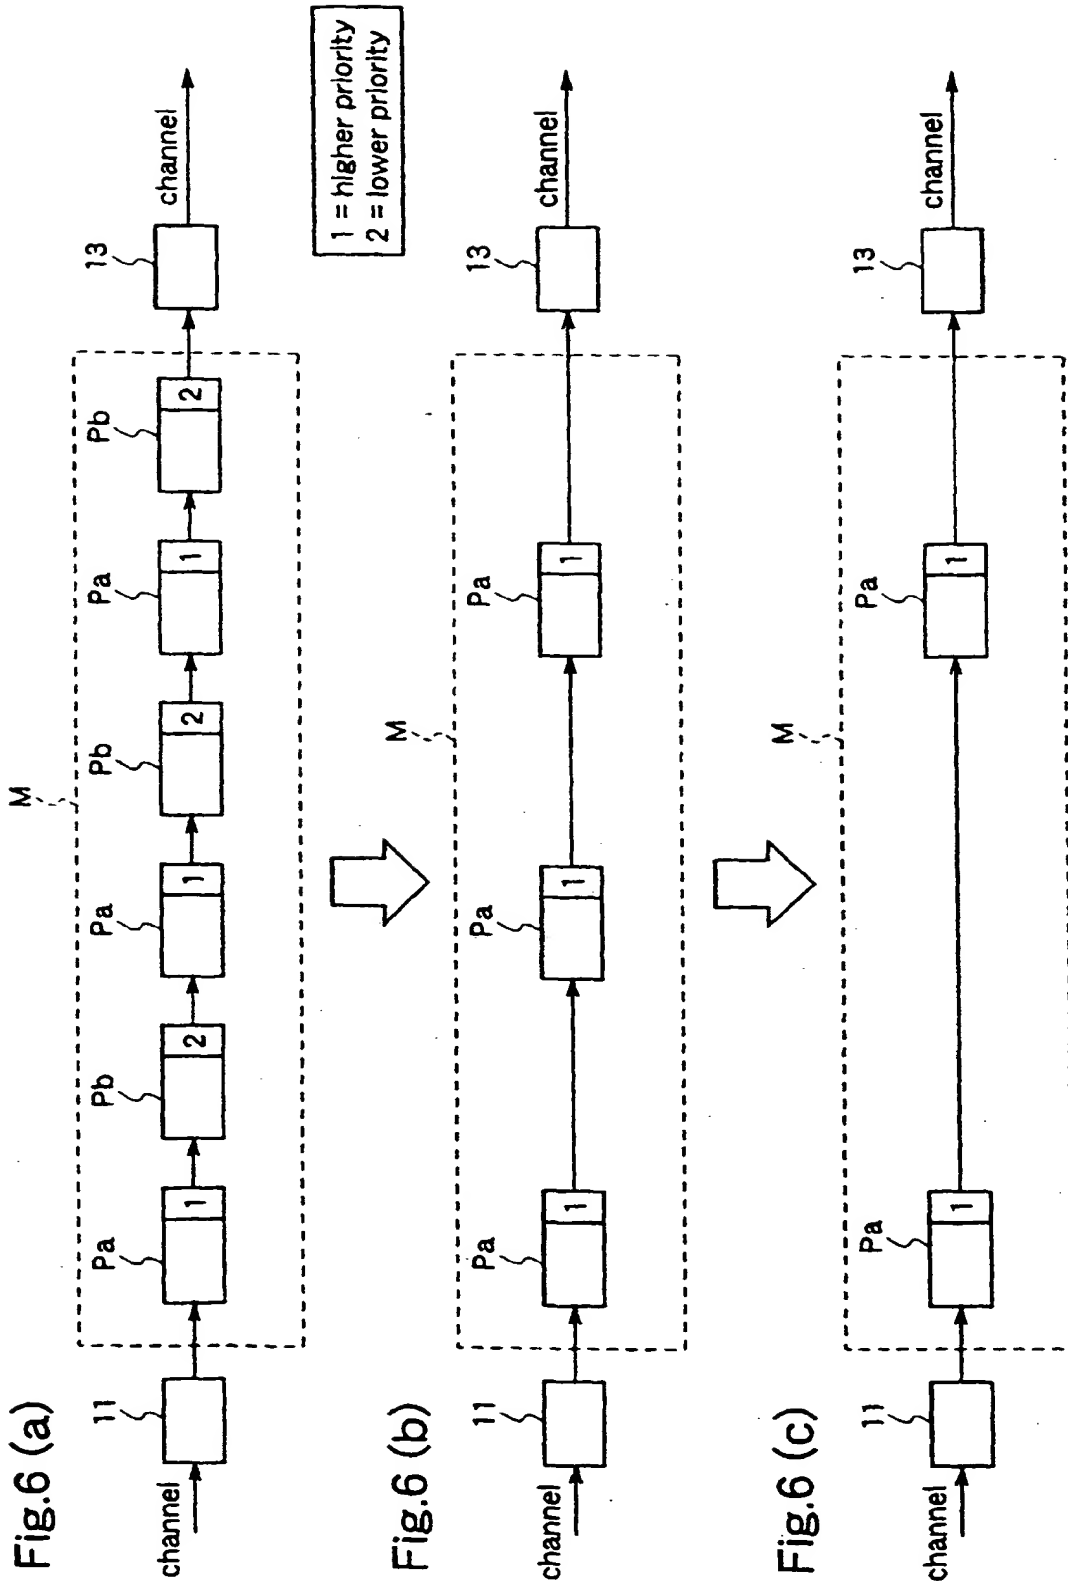 Fig.6 (a)
M
11 Pa Pb Pa Pb Pa Pb 13
channel 1 2 1 2 1 2 channel
1 = higher priority
2 = lower priority
Fig.6 (b)
M
11 Pa Pa Pa 13
channel 1 1 1 channel
Fig.6 (c)
M
11 Pa Pa 13
channel 1 1 channel